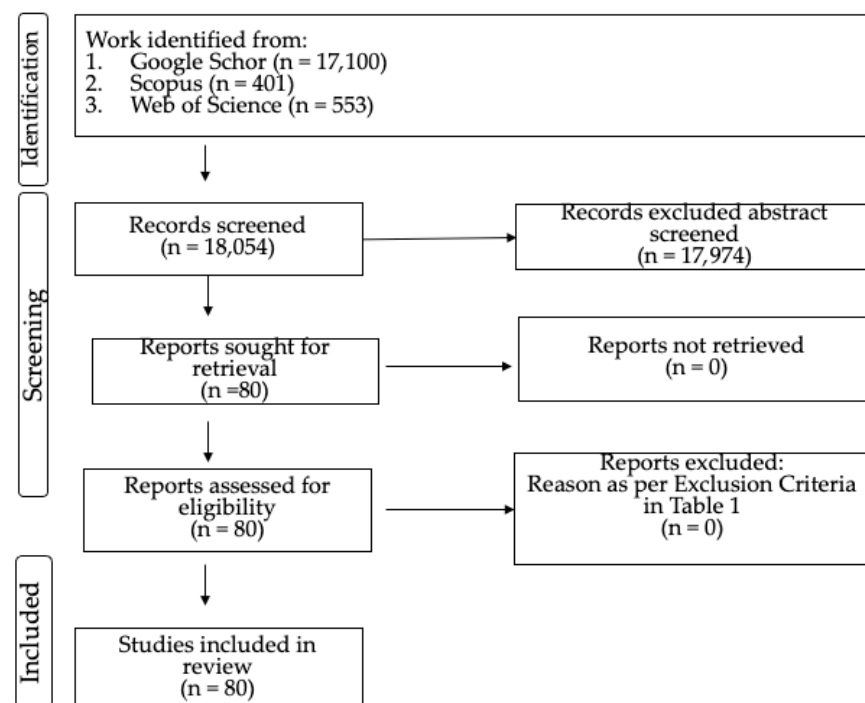 Identification
Work identified from:
1. Google Schor (n = 17,100)
2. Scopus (n = 401)
3. Web of Science (n = 553)
Screening
Records screened
(n = 18,054)
Records excluded abstract
screened
(n = 17,974)
Reports sought for
retrieval
(n =80)
Reports not retrieved
(n = 0)
Reports assessed for
eligibility
(n = 80)
Reports excluded:
Reason as per Exclusion Criteria
in Table 1
(n = 0)
Included
Studies included in
review
(n = 80)